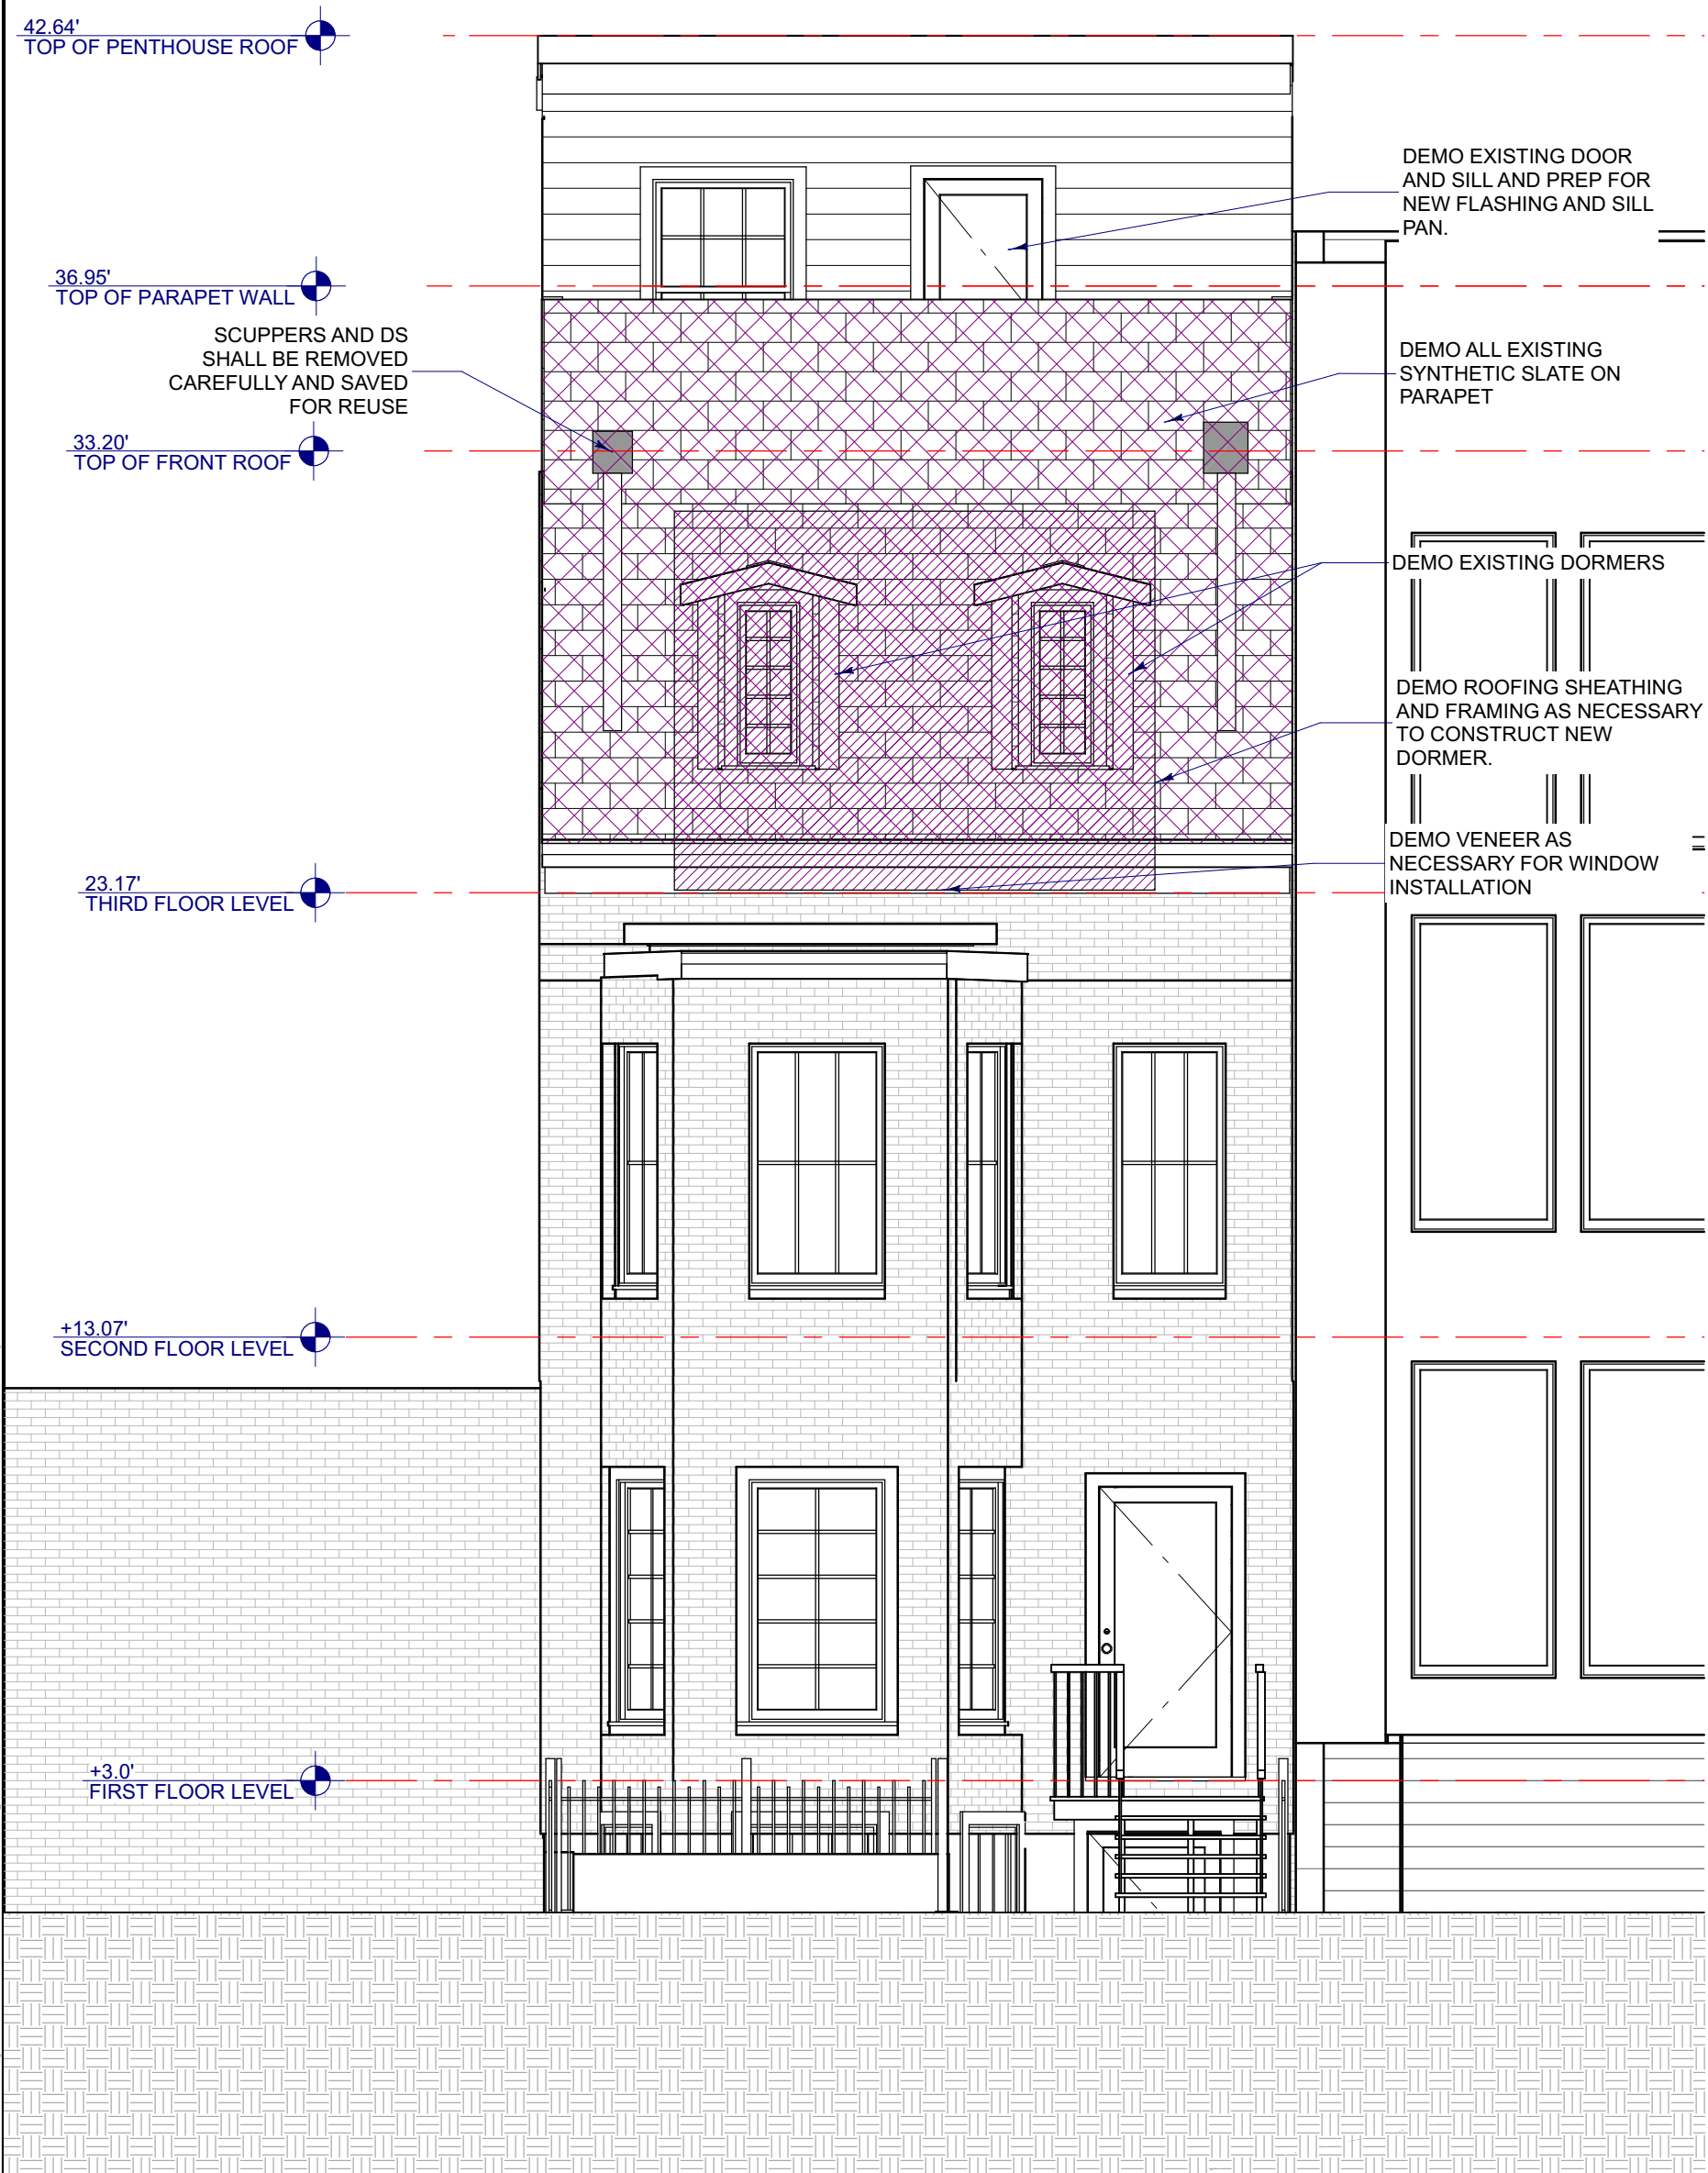 42.64'
TOP OF PENTHOUSE ROOF
DEMO EXISTING DOOR
AND SILL AND PREP FOR
NEW FLASHING AND SILL
PAN.
36.95'
TOP OF PARAPET WALL
SCUPPERS AND DS
SHALL BE REMOVED
CAREFULLY AND SAVED
FOR REUSE
DEMO ALL EXISTING
SYNTHETIC SLATE ON
PARAPET
33.20'
TOP OF FRONT ROOF
DEMO EXISTING DORMERS
DEMO ROOFING SHEATHING
AND FRAMING AS NECESSARY
TO CONSTRUCT NEW
DORMER.
DEMO VENEER AS
NECESSARY FOR WINDOW
INSTALLATION
23.17'
THIRD FLOOR LEVEL
+13.07'
SECOND FLOOR LEVEL
+3.0'
FIRST FLOOR LEVEL